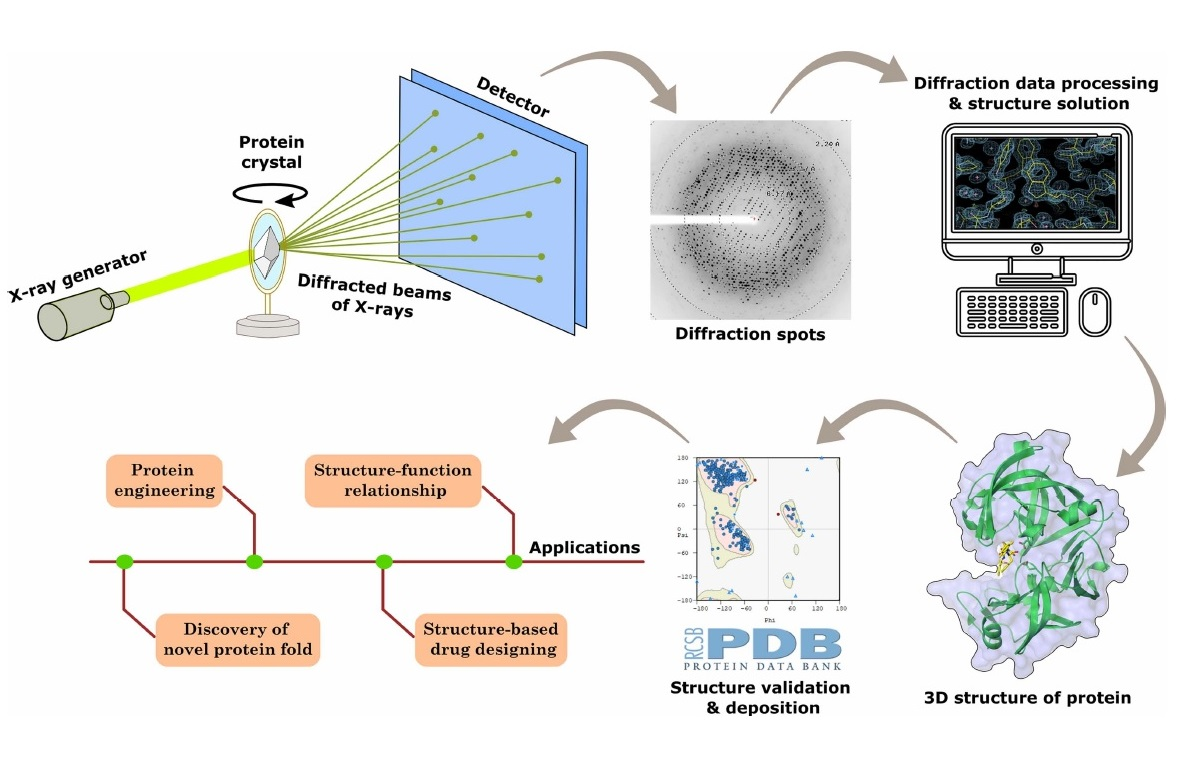 X-ray generator
Protein
crystal
Detector
Diffracted beams
of X-rays
2.20 A
Diffraction spots
Diffraction data processing
& structure solution
3D structure of protein
180
120
60
0
Psi
-60
-120
-180
-180 -120 -60 0 60 120 180
Phi
RCSB
PDB
PROTEIN DATA BANK
Structure validation
& deposition
Applications
Protein
engineering
Structure-function
relationship
Discovery of
novel protein fold
Structure-based
drug designing